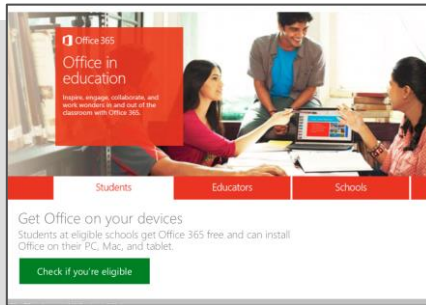 Office 365
Office in
education
Inspire, engage, collaborate, and
work wonders in and out of the
classroom with Office 365.
Students
Educators
Schools
Get Office on your devices
Students at eligible schools get Office 365 free and can install
Office on their PC, Mac, and tablet.
Check if you're eligible